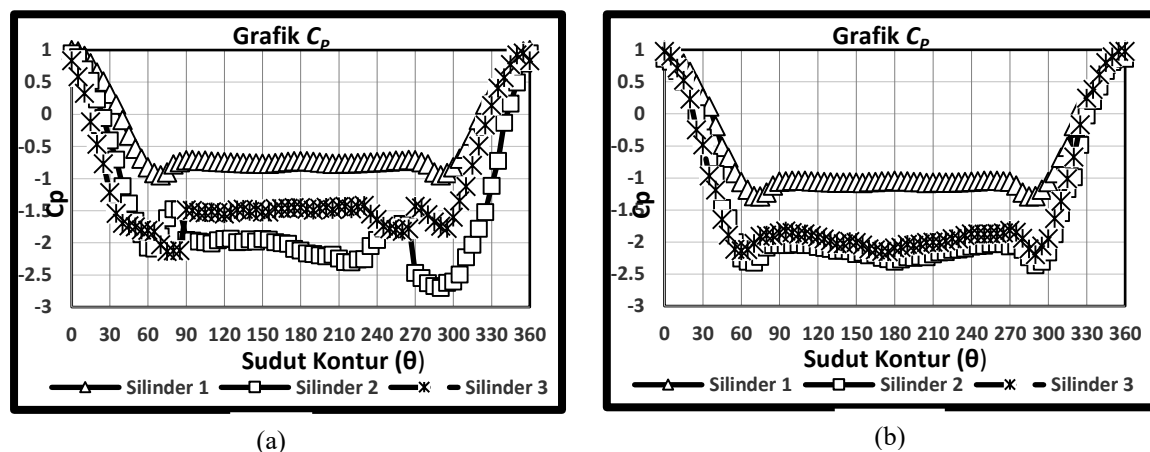 Grafik CP
1
0.5
0
-0.5
-1
-1.5
-2
-2.5
-3
Cp
0 30 60 90 120 150 180 210 240 270 300 330 360
Sudut Kontur (θ)
Silinder 1 Silinder 2 Silinder 3
(a)
Grafik CP
1
0.5
0
-0.5
-1
-1.5
-2
-2.5
-3
Cp
0 30 60 90 120 150 180 210 240 270 300 330 360
Sudut Kontur (θ)
Silinder 1 Silinder 2 Silinder 3
(b)